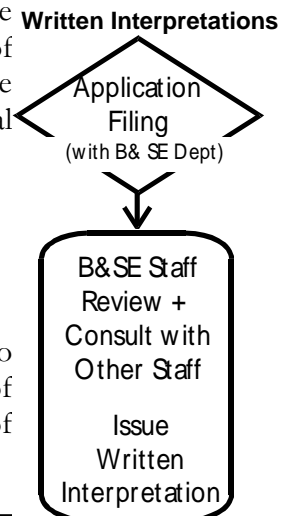 Written Interpretations
Application
Filing
(with B& SE Dept)
B&SE Staff
Review +
Consult with
Other Staff
Issue
Written
Interpretation